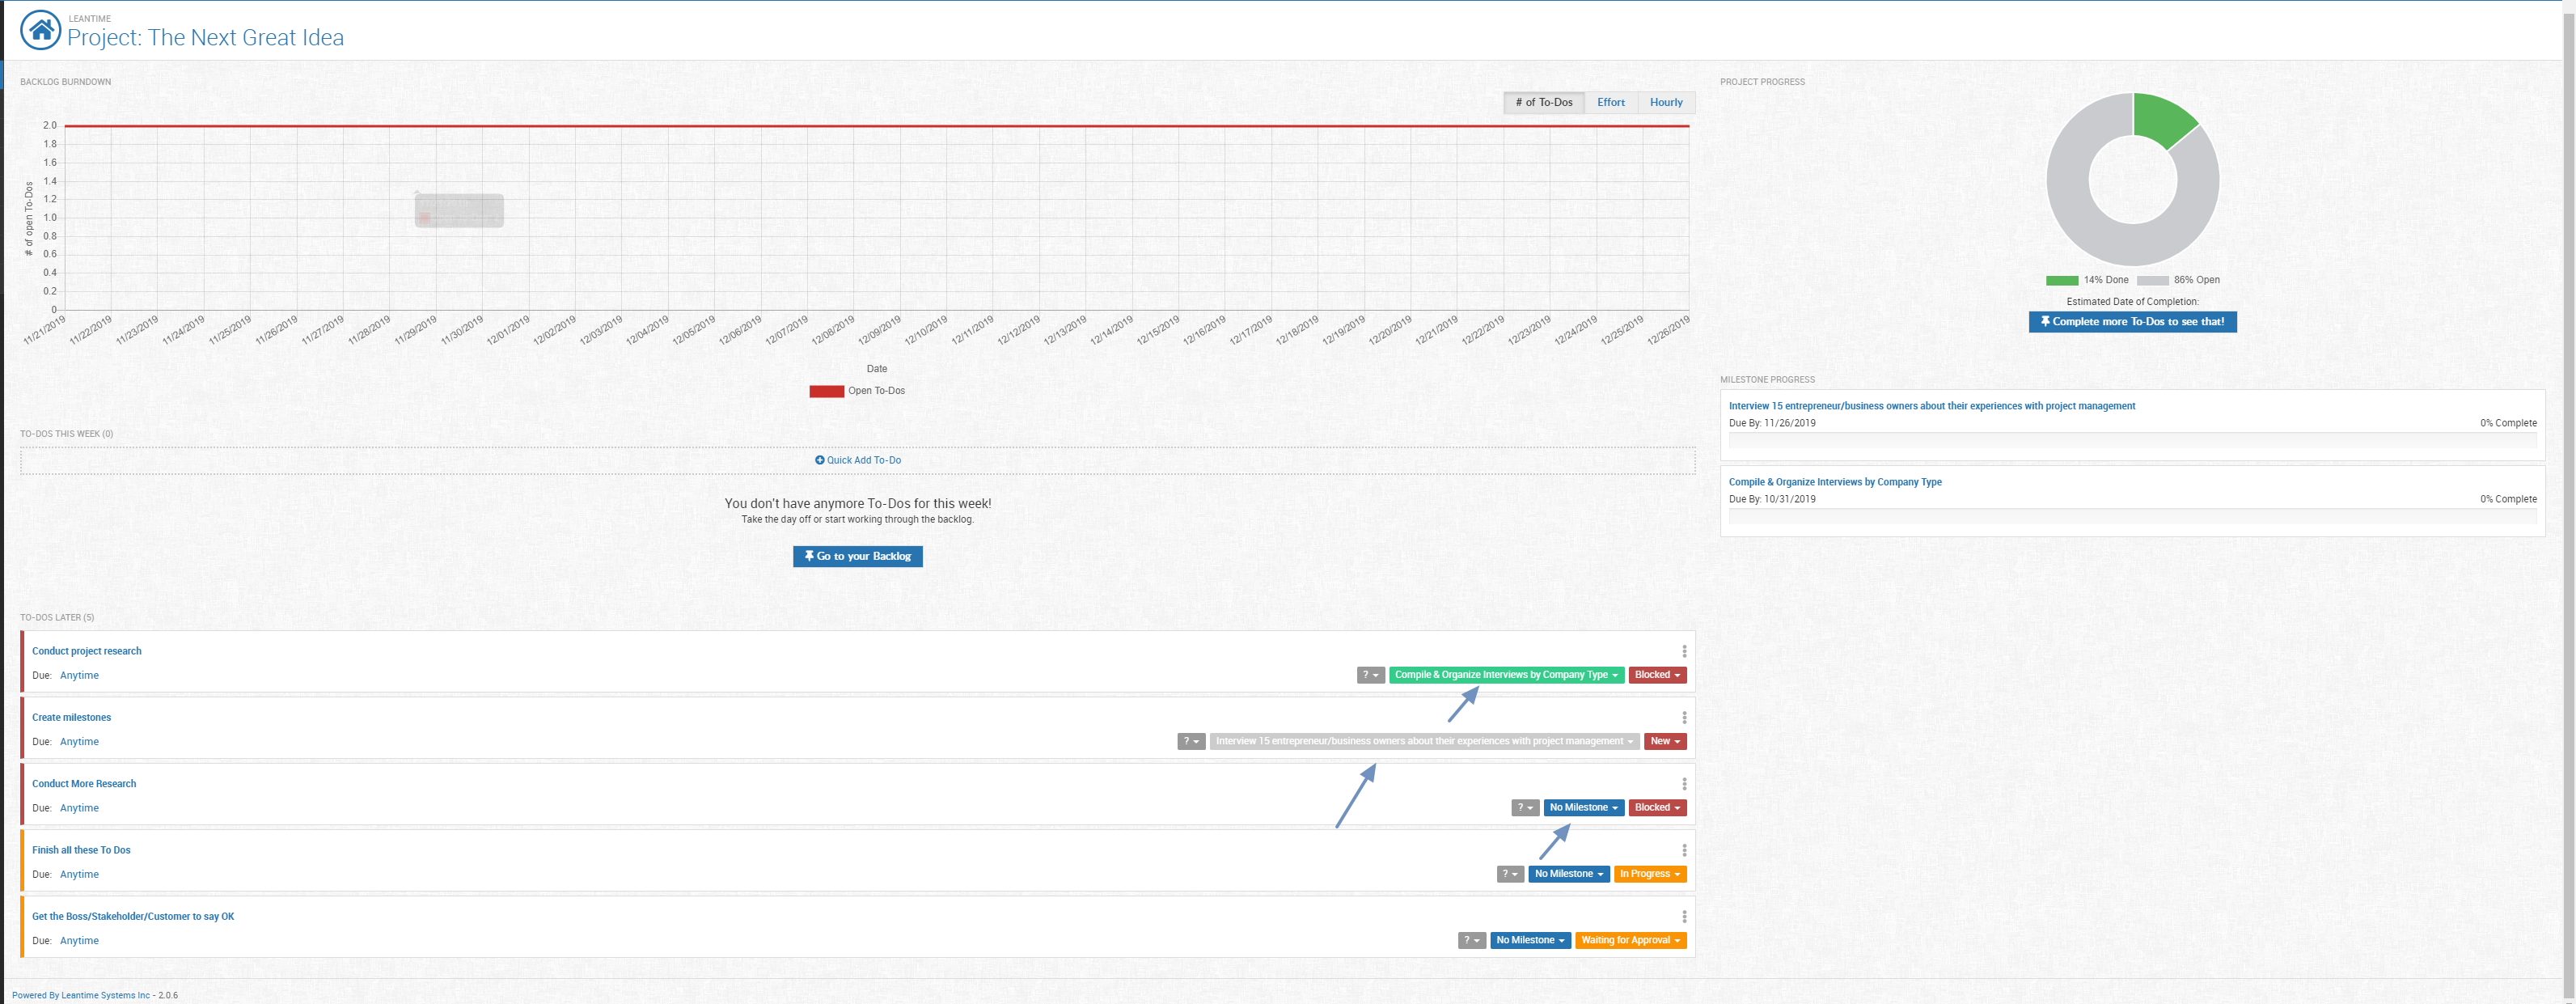 LEANTIME
Project: The Next Great Idea
BACKLOG BURNDOWN
# of To-Dos Effort Hourly
# of open To-Dos
2.0
1.8
1.6
1.4
1.2
1.0
0.8
0.6
0.4
0.2
0
11/21/2019 11/22/2019 11/23/2019 11/24/2019 11/25/2019 11/26/2019 11/27/2019 11/28/2019 11/29/2019 11/30/2019 12/01/2019 12/02/2019 12/03/2019 12/04/2019 12/05/2019 12/06/2019 12/07/2019 12/08/2019 12/09/2019 12/10/2019 12/11/2019 12/12/2019 12/13/2019 12/14/2019 12/15/2019 12/16/2019 12/17/2019 12/18/2019 12/19/2019 12/20/2019 12/21/2019 12/22/2019 12/23/2019 12/24/2019 12/25/2019 12/26/2019
Date
Open To-Dos
TO-DOS THIS WEEK (0)
Quick Add To-Do
You don't have anymore To-Dos for this week!
Take the day off or start working through the backlog.
Go to your Backlog
TO-DOS LATER (5)
Conduct project research
Due: Anytime ? Compile & Organize Interviews by Company Type Blocked
Create milestones
Due: Anytime ? Interview 15 entrepreneur/business owners about their experiences with project management New
Conduct More Research
Due: Anytime ? No Milestone Blocked
Finish all these To Dos
Due: Anytime ? No Milestone In Progress
Get the Boss/Stakeholder/Customer to say OK
Due: Anytime ? No Milestone Waiting for Approval
PROJECT PROGRESS
14% Done 86% Open
Estimated Date of Completion:
Complete more To-Dos to see that!
MILESTONE PROGRESS
Interview 15 entrepreneur/business owners about their experiences with project management
Due By: 11/26/2019 0% Complete
Compile & Organize Interviews by Company Type
Due By: 10/31/2019 0% Complete
Powered By Leantime Systems Inc - 2.0.6